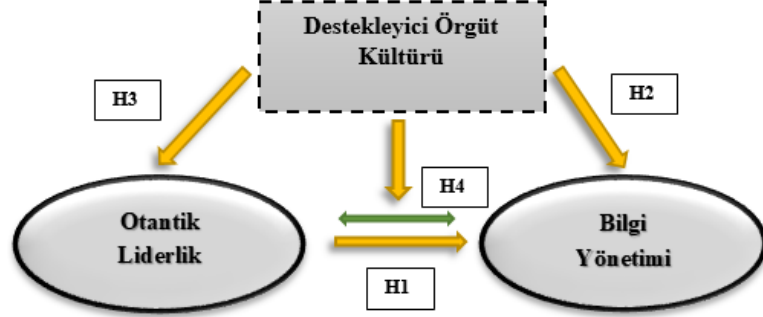 Destekleyici Örgüt
Kültürü
H3
H2
H4
Otantik
Liderlik
Bilgi
Yönetimi
H1